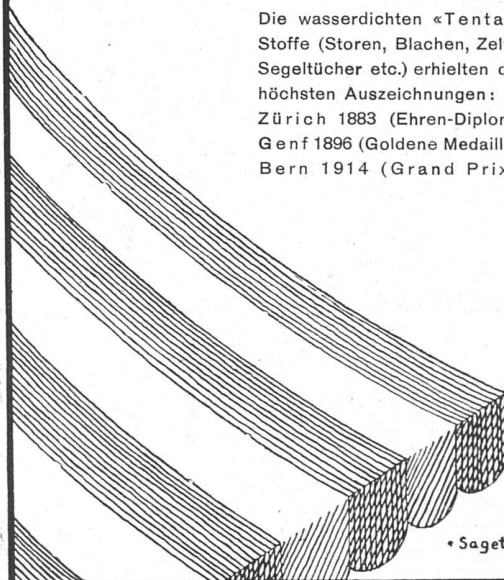 Die wasserdichten «Tenta
Stoffe (Storen, Blachen, Zel
Segeltücher etc.) erhielten d
höchsten Auszeichnungen:
Zürich 1883 (Ehren-Diplom
Genf 1896 (Goldene Medaill
Bern 1914 (Grand Prix
• Saget